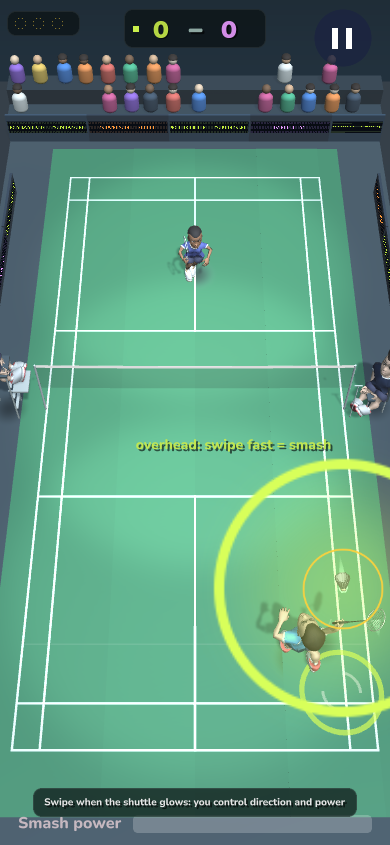 0 - 0
overhead: swipe fast = smash
Swipe when the shuttle glows: you control direction and power
Smash power